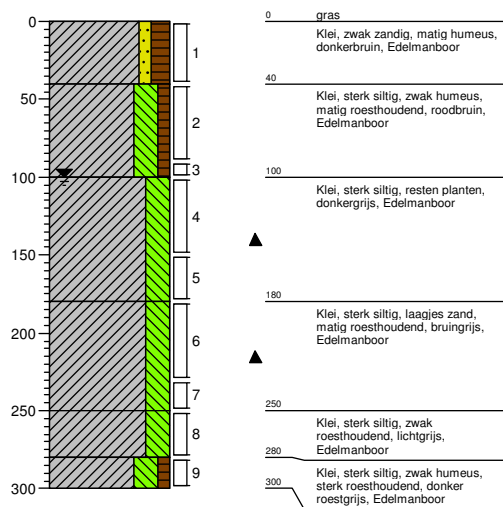 0
50
100
150
200
250
300
1
2
3
4
5
6
7
8
9
0 gras
Klei, zwak zandig, matig humeus,
donkerbruin, Edelmanboor
40
Klei, sterk siltig, zwak humeus,
matig roesthoudend, roodbruin,
Edelmanboor
100
Klei, sterk siltig, resten planten,
donkergrijs, Edelmanboor
180
Klei, sterk siltig, laagjes zand,
matig roesthoudend, bruingrijs,
Edelmanboor
250
Klei, sterk siltig, zwak
roesthoudend, lichtgrijs,
Edelmanboor
280
Klei, sterk siltig, zwak humeus,
sterk roesthoudend, donker
roestgrijs, Edelmanboor
300